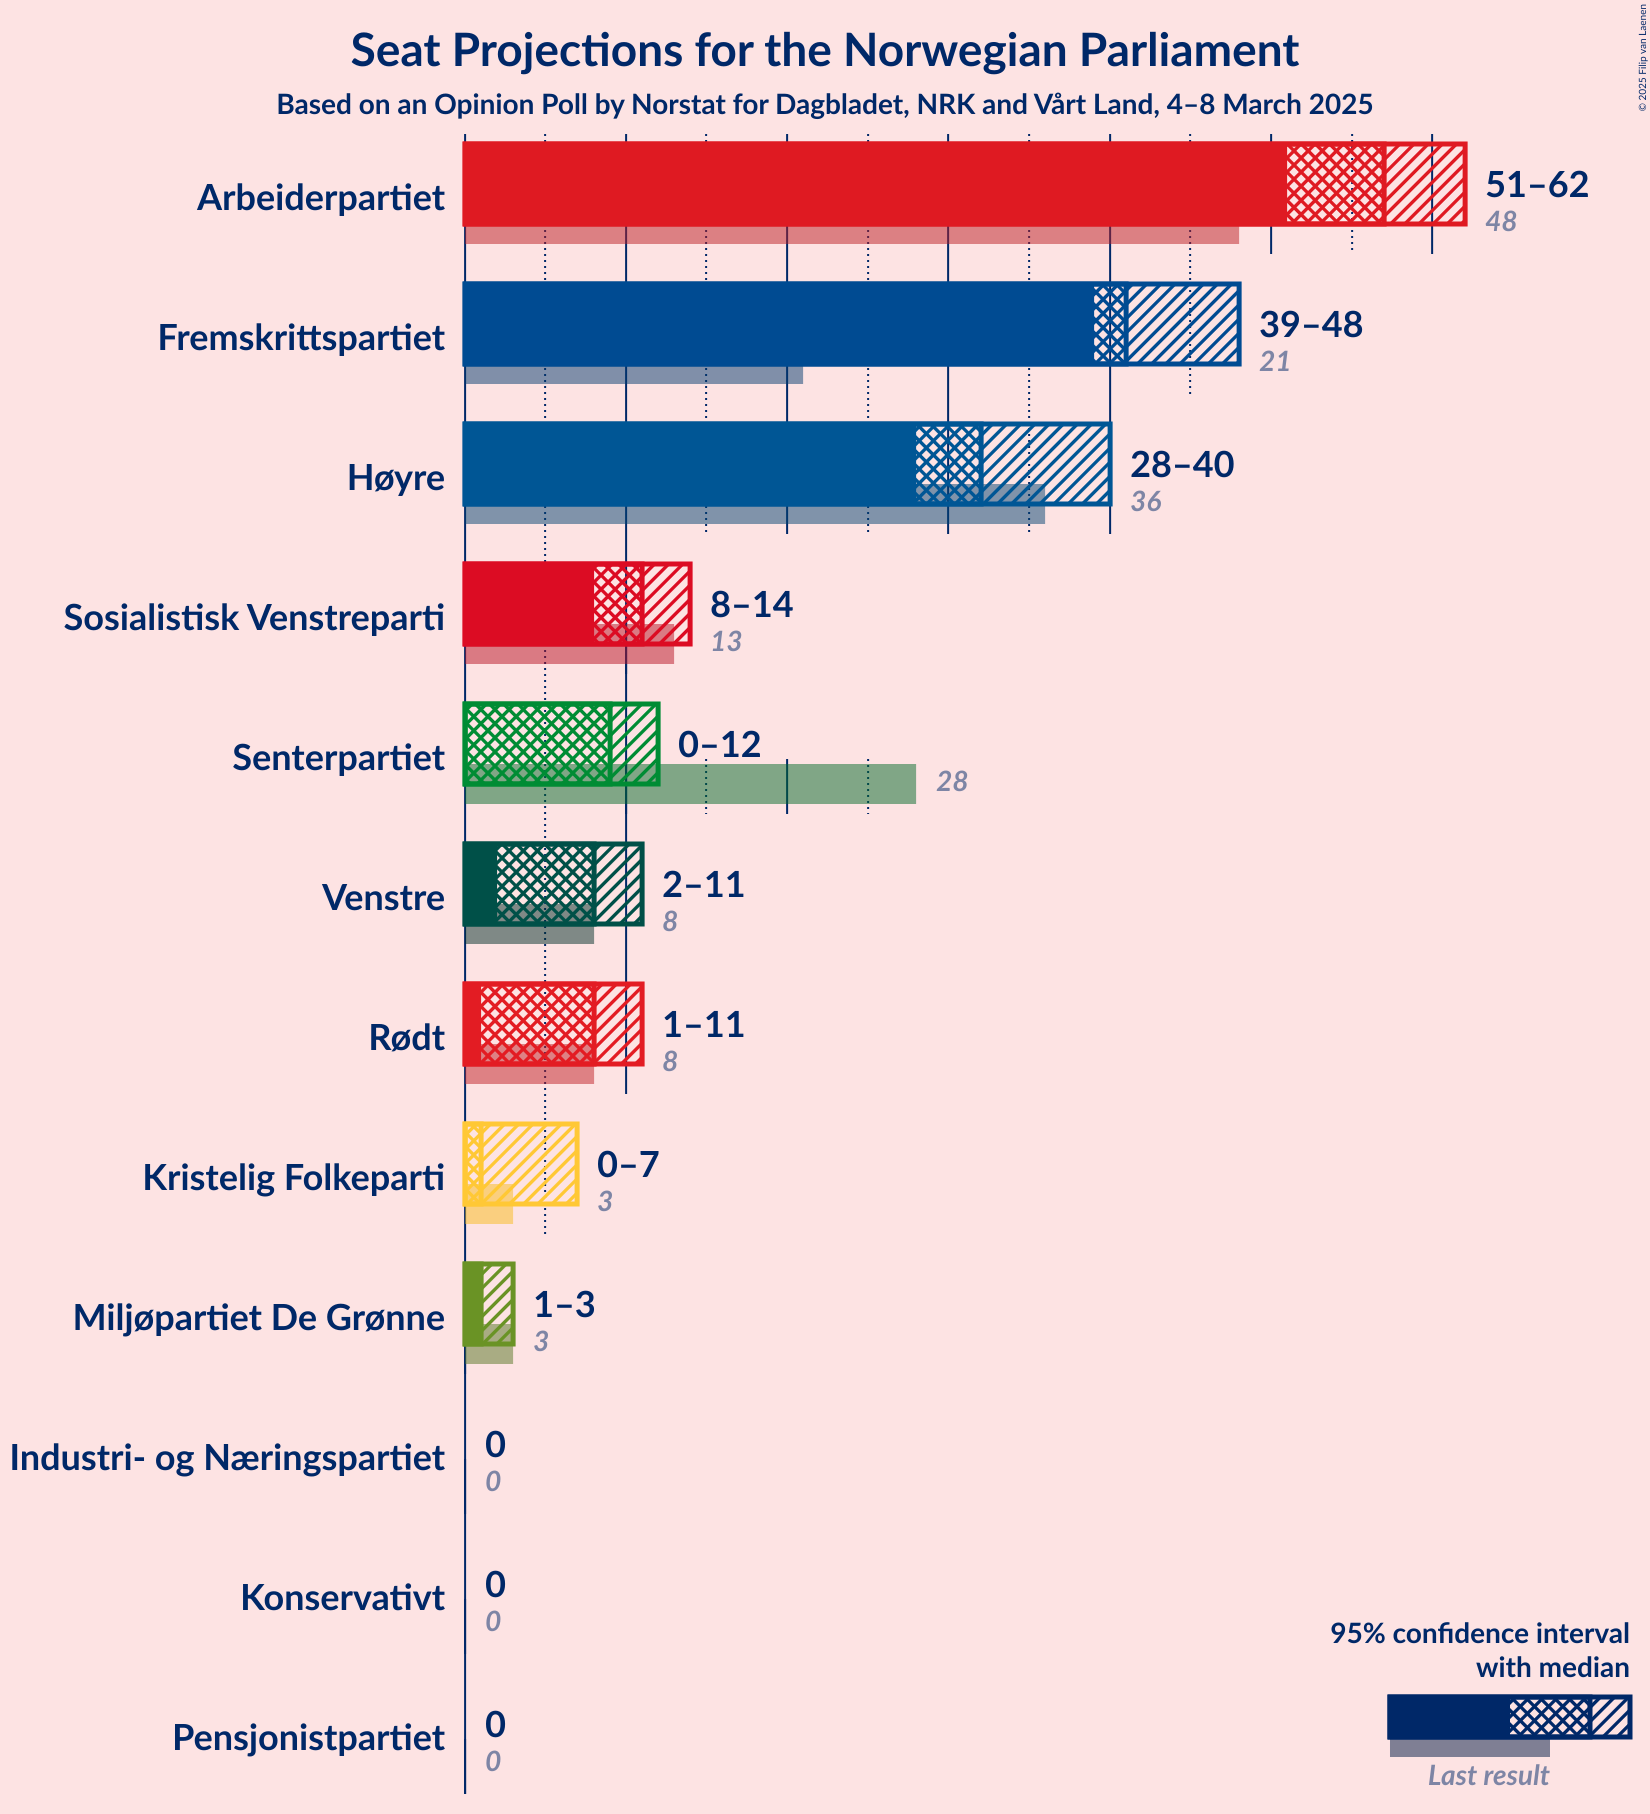 Seat Projections for the Norwegian Parliament
Based on an Opinion Poll by Norstat for Dagbladet, NRK and Vårt Land, 4–8 March 2025
© 2025 Filip van Laenen
Arbeiderpartiet
51–62
48
Fremskrittspartiet
39–48
21
Høyre
28–40
36
Sosialistisk Venstreparti
8–14
13
Senterpartiet
0–12
28
Venstre
2–11
8
Rødt
1–11
8
Kristelig Folkeparti
0–7
3
Miljøpartiet De Grønne
1–3
3
Industri- og Næringspartiet
0
0
Konservativt
0
0
Pensjonistpartiet
0
0
95% confidence interval
with median
Last result